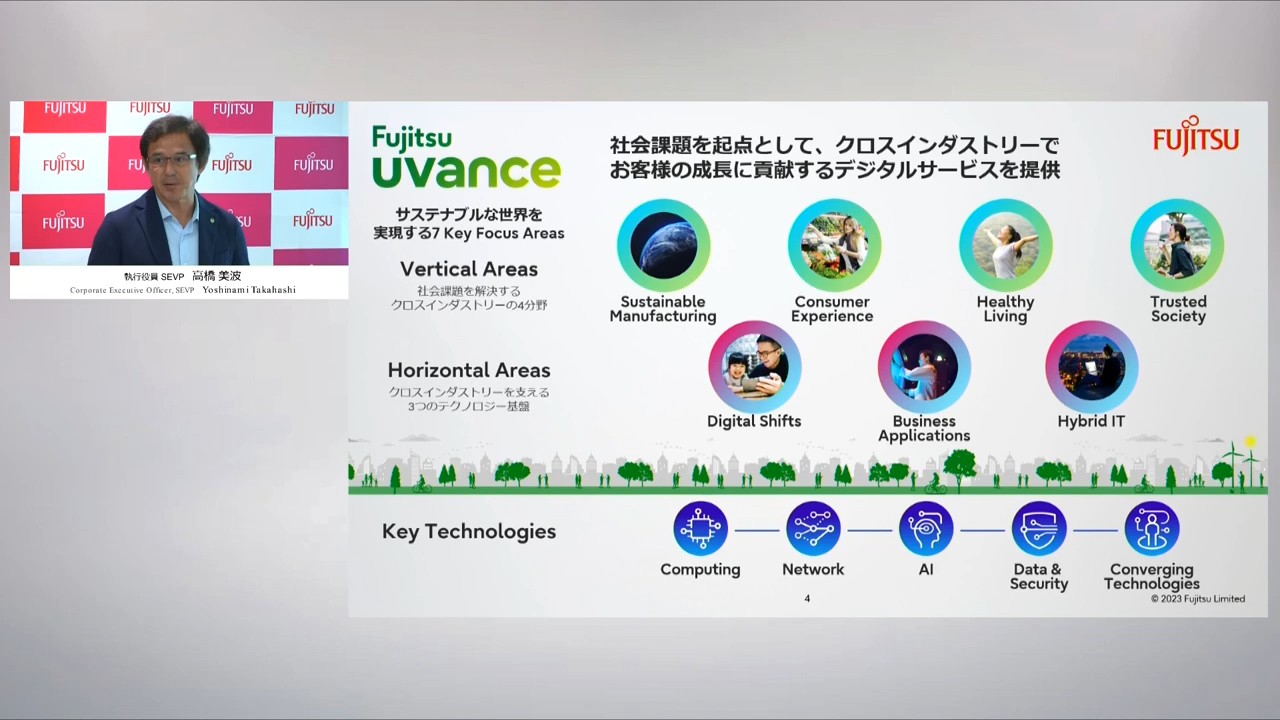 FUJITSU FUJITSU FUJITSU FUJITSU
FUJITSU FUJITSU FUJITSU
FUJITSU FUJITSU
執行役員 SEVP 高橋 美波
Corporate Executive Officer, SEVP Yoshinami Takahashi
Fujitsu
uvance
社会課題を起点として、クロスインダストリーで
お客様の成長に貢献するデジタルサービスを提供
FUJITSU
サステナブルな世界を
実現する7 Key Focus Areas
Vertical Areas
社会課題を解決する
クロスインダストリーの4分野
Sustainable
Manufacturing
Consumer
Experience
Healthy
Living
Trusted
Society
Horizontal Areas
クロスインダストリーを支える
3つのテクノロジー基盤
Digital Shifts
Business
Applications
Hybrid IT
Key Technologies
Computing
Network
AI
Data &
Security
Converging
Technologies
4
© 2023 Fujitsu Limited